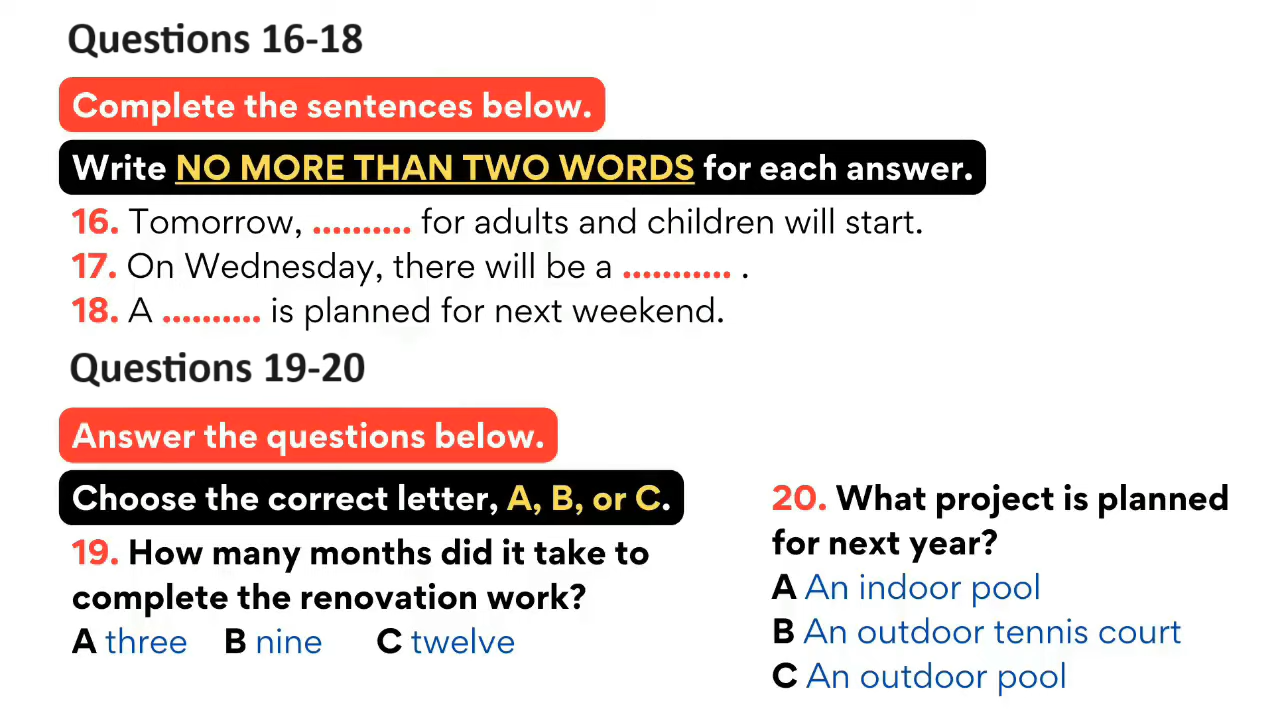 Questions 16-18
Complete the sentences below.
Write NO MORE THAN TWO WORDS for each answer.
16. Tomorrow, .......... for adults and children will start.
17. On Wednesday, there will be a ........... .
18. A .......... is planned for next weekend.
Questions 19-20
Answer the questions below.
Choose the correct letter, A, B, or C.
19. How many months did it take to
complete the renovation work?
A three B nine C twelve
20. What project is planned
for next year?
A An indoor pool
B An outdoor tennis court
C An outdoor pool